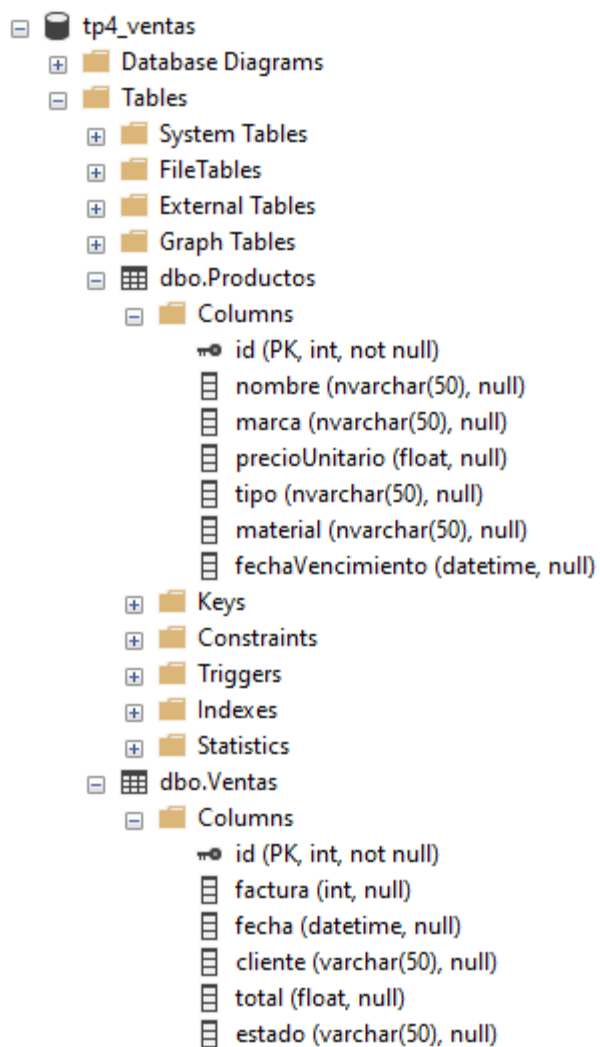 tp4_ventas
Database Diagrams
Tables
System Tables
FileTables
External Tables
Graph Tables
dbo.Productos
Columns
id (PK, int, not null)
nombre (nvarchar(50), null)
marca (nvarchar(50), null)
precioUnitario (float, null)
tipo (nvarchar(50), null)
material (nvarchar(50), null)
fechaVencimiento (datetime, null)
Keys
Constraints
Triggers
Indexes
Statistics
dbo.Ventas
Columns
id (PK, int, not null)
factura (int, null)
fecha (datetime, null)
cliente (varchar(50), null)
total (float, null)
estado (varchar(50), null)